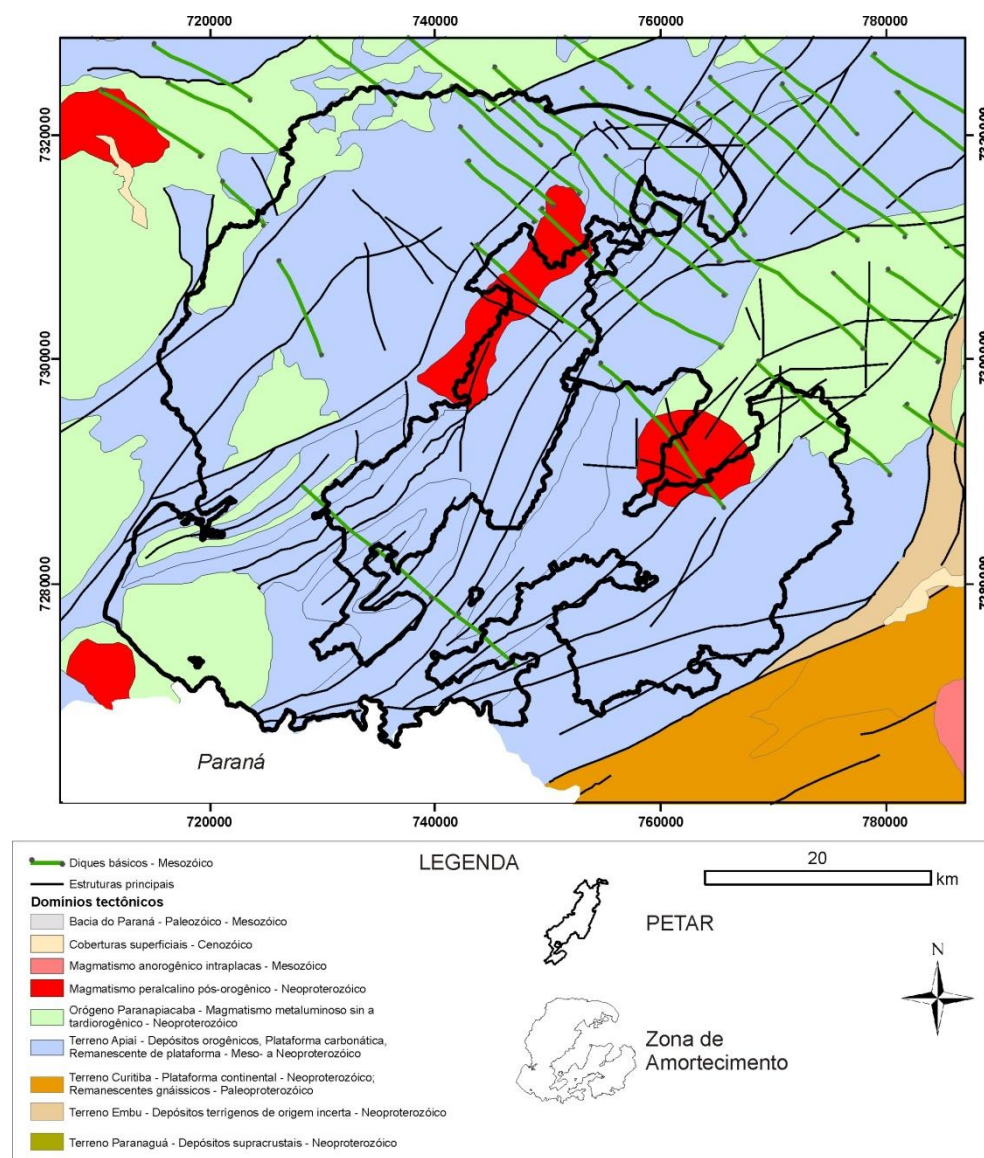 720000 740000 760000 780000
7320000 7320000
7300000 7300000
7280000 7280000
Paraná
720000 740000 760000 780000
LEGENDA
Diques básicos - Mesozóico
Estruturas principais
Domínios tectônicos
Bacia do Paraná - Paleozóico - Mesozóico
Coberturas superficiais - Cenozóico
Magmatismo anorogênico intraplacas - Mesozóico
Magmatismo peralcalino pós-orogênico - Neoproterozóico
Orógeno Paranapiacaba - Magmatismo metaluminoso sin a
tardiorogênico - Neoproterozóico
Terreno Apiaí - Depósitos orogênicos, Plataforma carbonática,
Remanescente de plataforma - Meso- a Neoproterozóico
Terreno Curitiba - Plataforma continental - Neoproterozóico;
Remanescentes gnáissicos - Paleoproterozóico
Terreno Embu - Depósitos terrígenos de origem incerta - Neoproterozóico
Terreno Paranaguá - Depósitos supracrustais - Neoproterozóico
20
km
PETAR
N
Zona de
Amortecimento